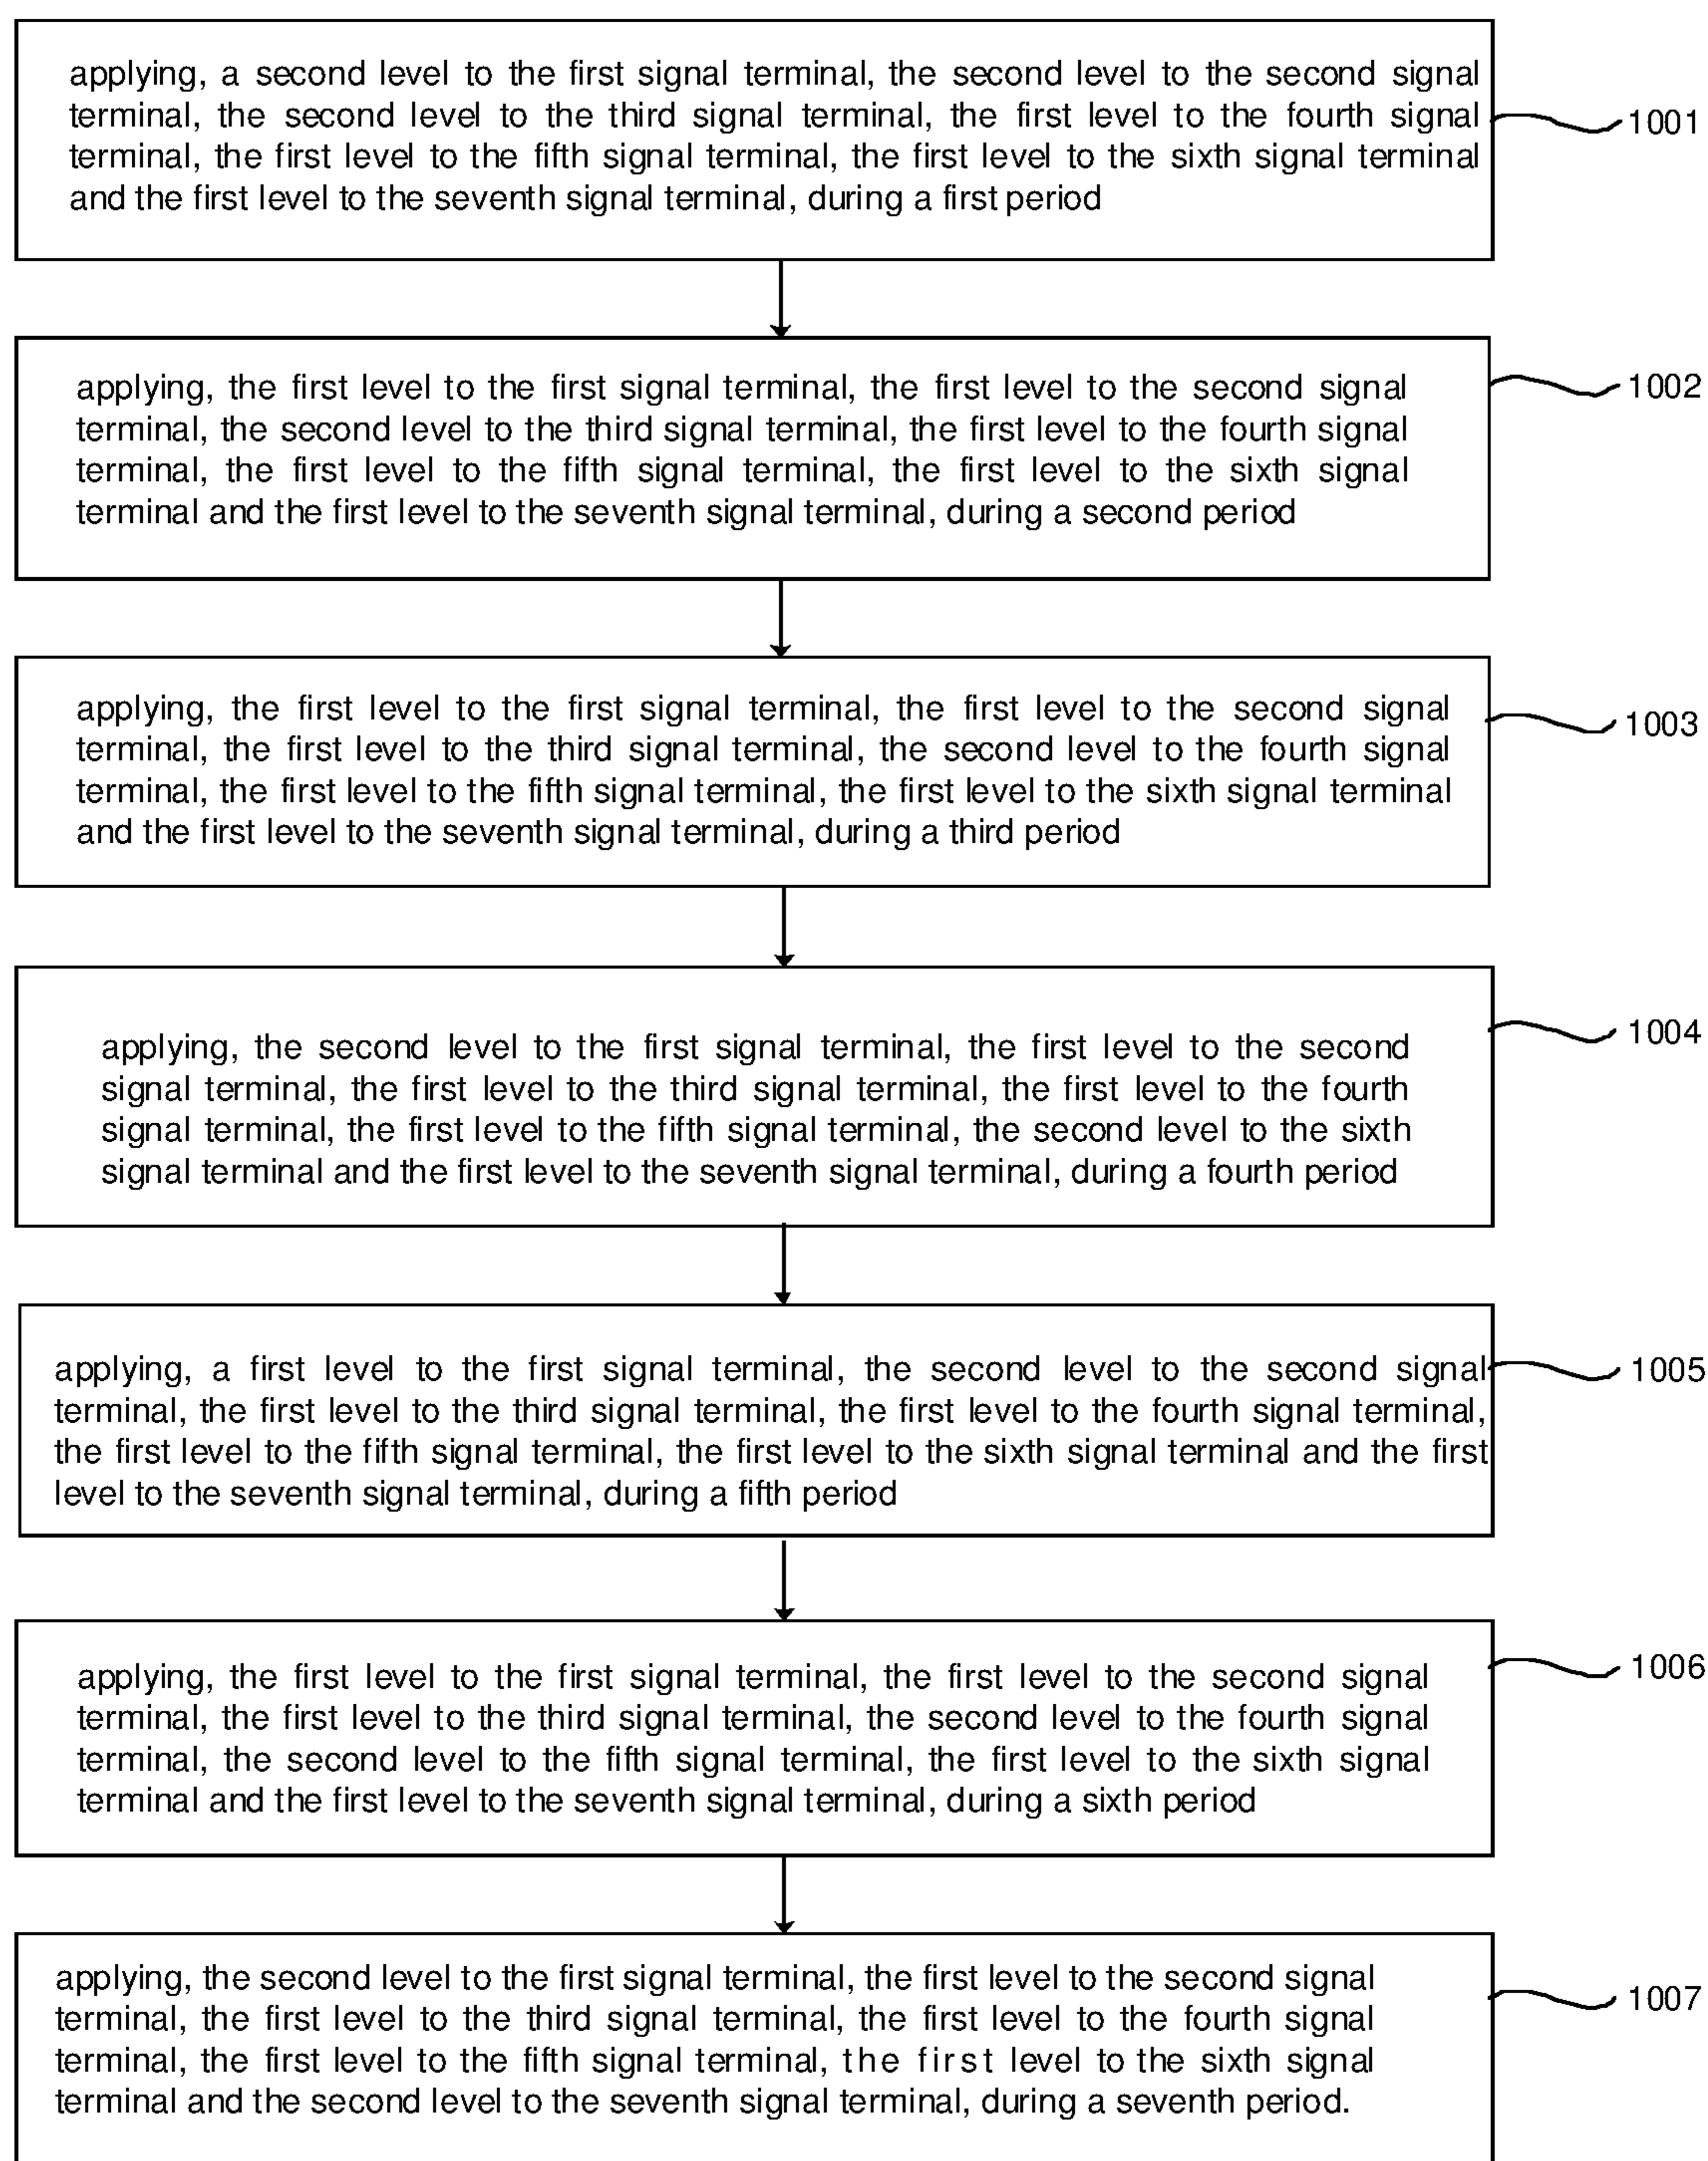 applying, a second level to the first signal terminal, the second level to the second signal
terminal, the second level to the third signal terminal, the first level to the fourth signal
terminal, the first level to the fifth signal terminal, the first level to the sixth signal terminal
and the first level to the seventh signal terminal, during a first period
1001
applying, the first level to the first signal terminal, the first level to the second signal
terminal, the second level to the third signal terminal, the first level to the fourth signal
terminal, the first level to the fifth signal terminal, the first level to the sixth signal
terminal and the first level to the seventh signal terminal, during a second period
1002
applying, the first level to the first signal terminal, the first level to the second signal
terminal, the first level to the third signal terminal, the second level to the fourth signal
terminal, the first level to the fifth signal terminal, the first level to the sixth signal terminal
and the first level to the seventh signal terminal, during a third period
1003
applying, the second level to the first signal terminal, the first level to the second
signal terminal, the first level to the third signal terminal, the first level to the fourth
signal terminal, the first level to the fifth signal terminal, the second level to the sixth
signal terminal and the first level to the seventh signal terminal, during a fourth period
1004
applying, a first level to the first signal terminal, the second level to the second signal
terminal, the first level to the third signal terminal, the first level to the fourth signal terminal,
the first level to the fifth signal terminal, the first level to the sixth signal terminal and the first
level to the seventh signal terminal, during a fifth period
1005
applying, the first level to the first signal terminal, the first level to the second signal
terminal, the first level to the third signal terminal, the second level to the fourth signal
terminal, the second level to the fifth signal terminal, the first level to the sixth signal
terminal and the first level to the seventh signal terminal, during a sixth period
1006
applying, the second level to the first signal terminal, the first level to the second signal
terminal, the first level to the third signal terminal, the first level to the fourth signal
terminal, the first level to the fifth signal terminal, the first level to the sixth signal
terminal and the second level to the seventh signal terminal, during a seventh period.
1007